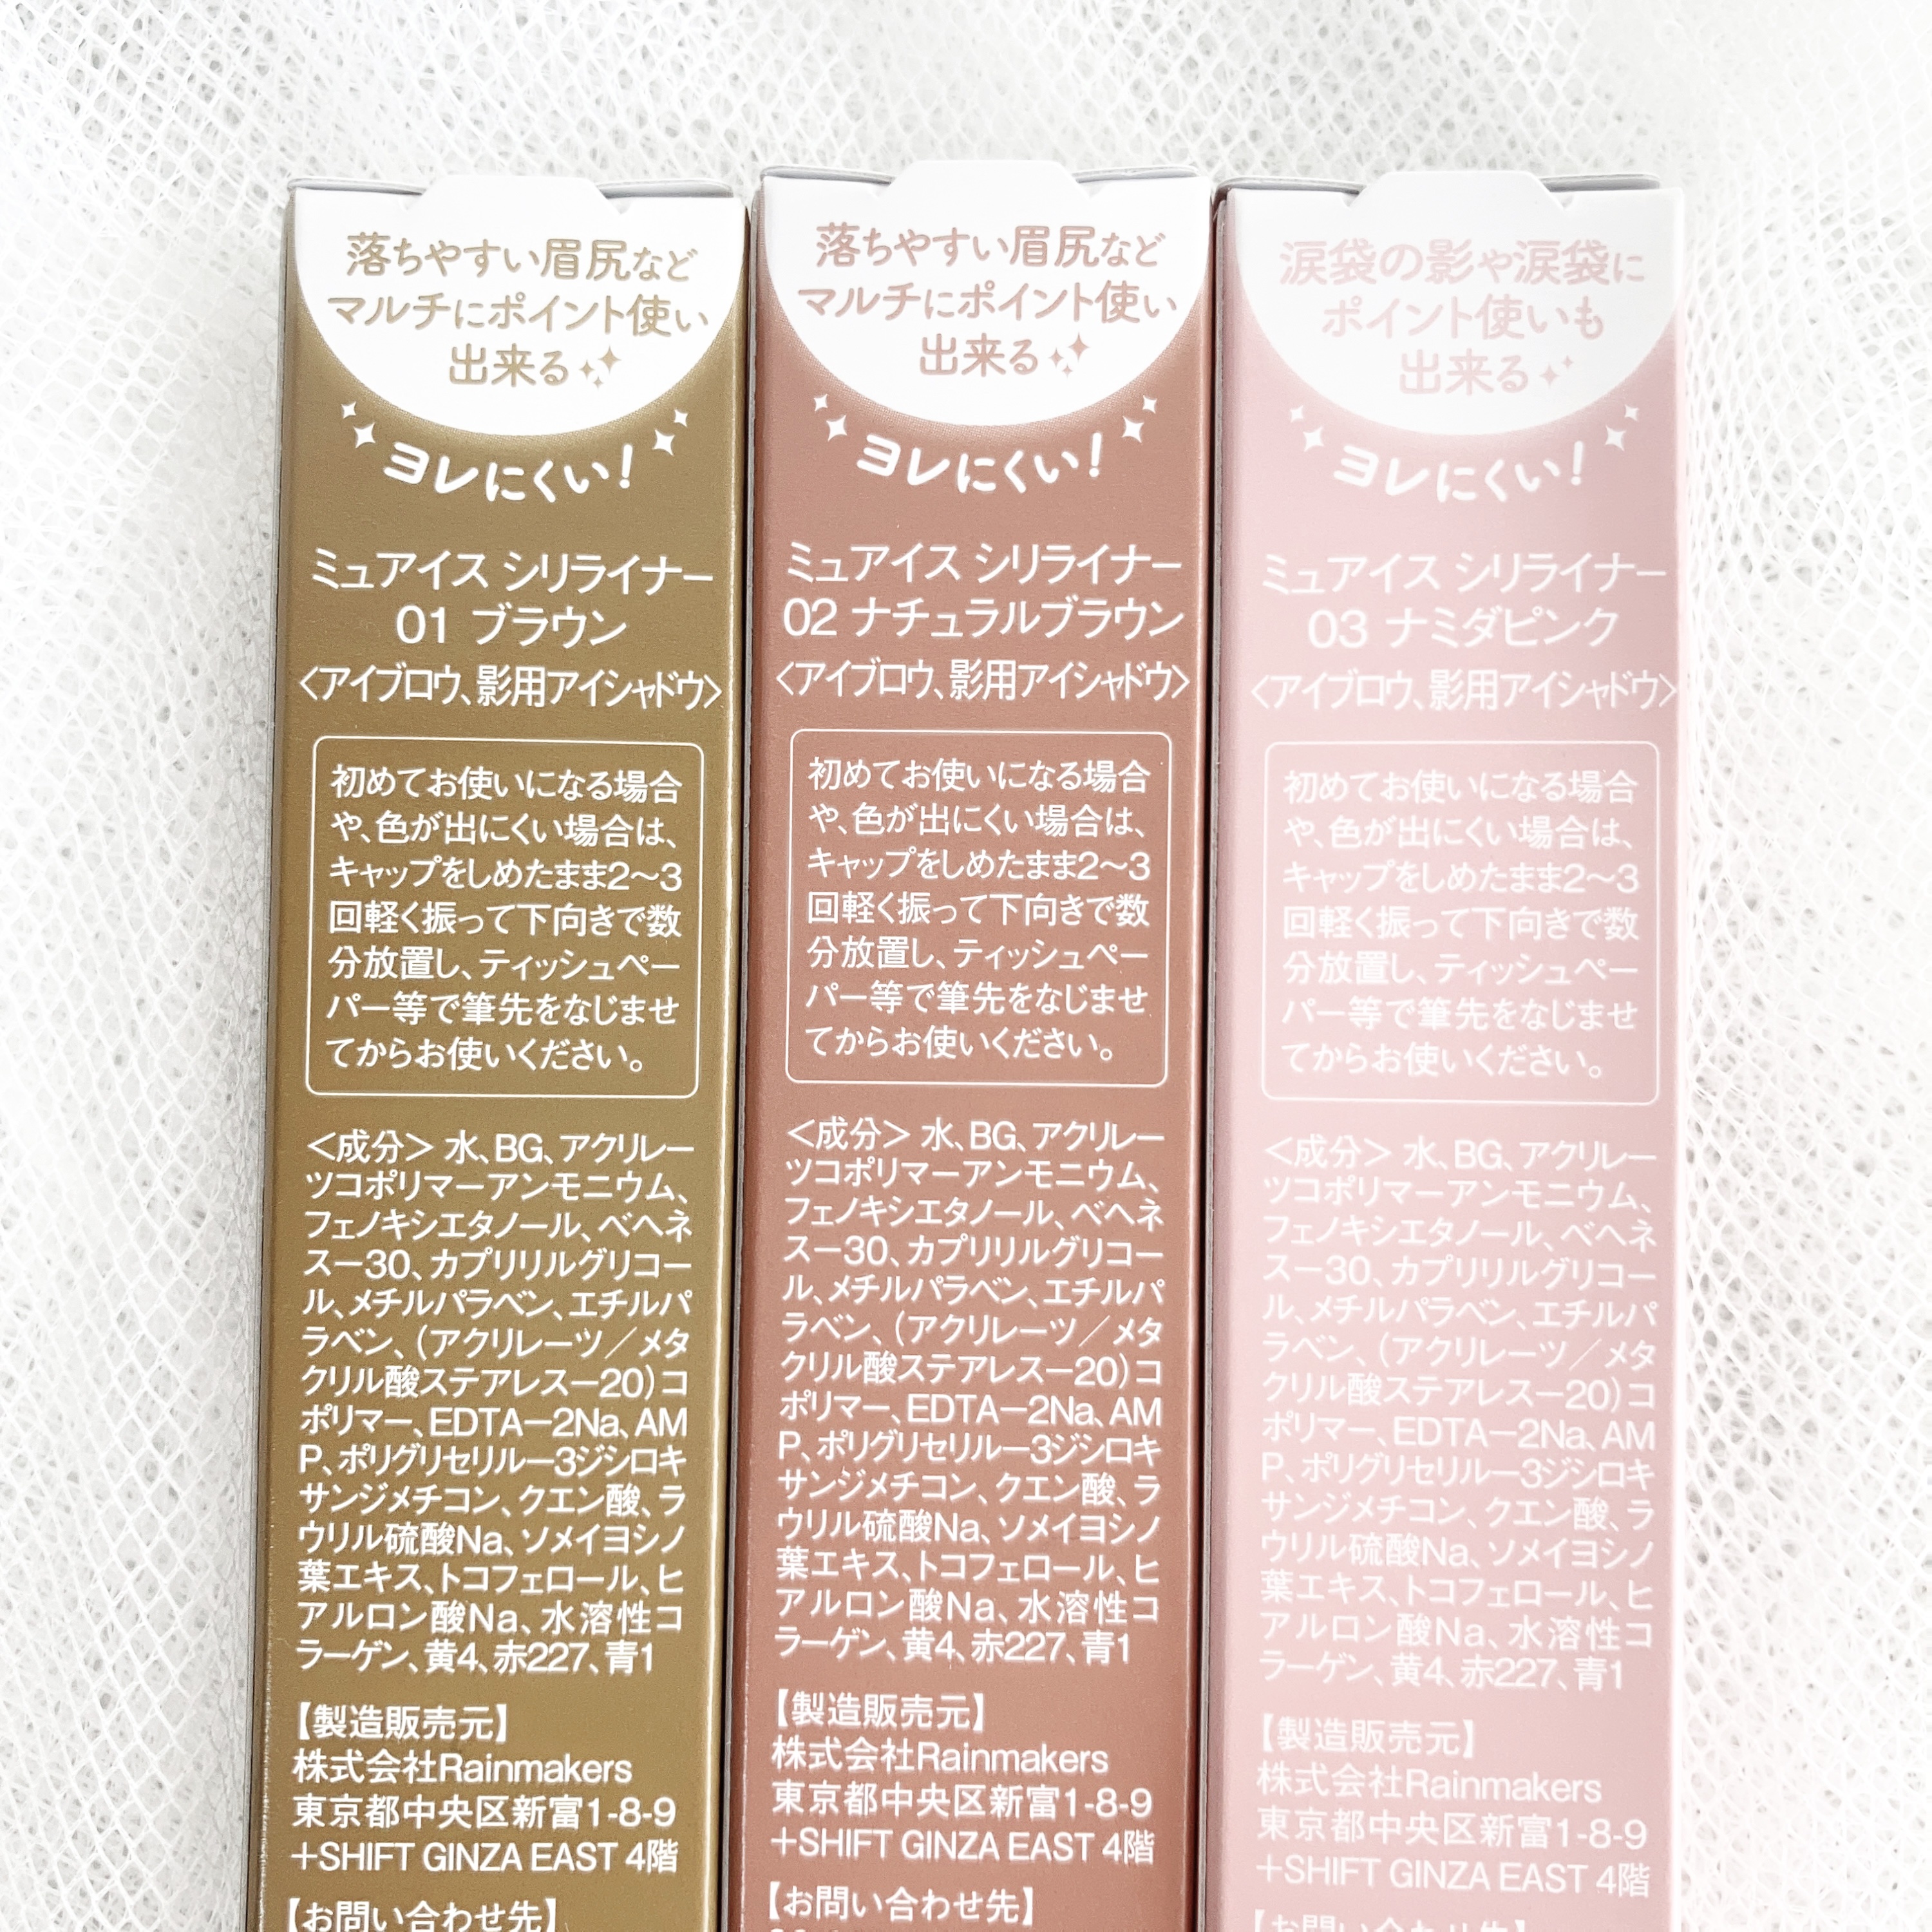 落ちやすい眉尻など
マルチにポイント使い
出来る
ヨレにくい!
ミュアイス シリライナー
01 ブラウン
〈アイブロウ、影用アイシャドウ〉
初めてお使いになる場合
や、色が出にくい場合は、
キャップをしめたまま2〜3
回軽く振って下向きで数
分放置し、ティッシュペー
パー等で筆先をなじませ
てからお使いください。
＜成分＞ 水、BG、アクリレー
ツコポリマーアンモニウム、
フェノキシエタノール、ベヘネ
スー30、カプリリルグリコー
ル、メチルパラベン、エチルパ
ラベン、(アクリレーツ／メタ
クリル酸ステアレスー20)コ
ポリマー、EDTAー2Na、AM
P、ポリグリセリルー3ジシロキ
サンジメチコン、クエン酸、ラ
ウリル硫酸Na、ソメイヨシノ
葉エキス、トコフェロール、ヒ
アルロン酸Na、水溶性コ
ラーゲン、黄4、赤227、青1
【製造販売元】
株式会社Rainmakers
東京都中央区新富1-8-9
＋SHIFT GINZA EAST 4階
【お問い合わせ先】
落ちやすい眉尻など
マルチにポイント使い
出来る
ヨレにくい!
ミュアイス シリライナー
02 ナチュラルブラウン
〈アイブロウ、影用アイシャドウ〉
初めてお使いになる場合
や、色が出にくい場合は、
キャップをしめたまま2〜3
回軽く振って下向きで数
分放置し、ティッシュペー
パー等で筆先をなじませ
てからお使いください。
＜成分＞ 水、BG、アクリレー
ツコポリマーアンモニウム、
フェノキシエタノール、ベヘネ
スー30、カプリリルグリコー
ル、メチルパラベン、エチルパ
ラベン、(アクリレーツ／メタ
クリル酸ステアレスー20)コ
ポリマー、EDTAー2Na、AM
P、ポリグリセリルー3ジシロキ
サンジメチコン、クエン酸、ラ
ウリル硫酸Na、ソメイヨシノ
葉エキス、トコフェロール、ヒ
アルロン酸Na、水溶性コ
ラーゲン、黄4、赤227、青1
【製造販売元】
株式会社Rainmakers
東京都中央区新富1-8-9
＋SHIFT GINZA EAST 4階
【お問い合わせ先】
涙袋の影や涙袋に
ポイント使いも
出来る
ヨレにくい!
ミュアイス シリライナー
03 ナミダピンク
〈アイブロウ、影用アイシャドウ〉
初めてお使いになる場合
や、色が出にくい場合は、
キャップをしめたまま2〜3
回軽く振って下向きで数
分放置し、ティッシュペー
パー等で筆先をなじませ
てからお使いください。
＜成分＞ 水、BG、アクリレー
ツコポリマーアンモニウム、
フェノキシエタノール、ベヘネ
スー30、カプリリルグリコー
ル、メチルパラベン、エチルパ
ラベン、(アクリレーツ／メタ
クリル酸ステアレスー20)コ
ポリマー、EDTAー2Na、AM
P、ポリグリセリルー3ジシロキ
サンジメチコン、クエン酸、ラ
ウリル硫酸Na、ソメイヨシノ
葉エキス、トコフェロール、ヒ
アルロン酸Na、水溶性コ
ラーゲン、黄4、赤227、青1
【製造販売元】
株式会社Rainmakers
東京都中央区新富1-8-9
＋SHIFT GINZA EAST 4階